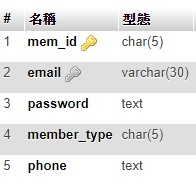 # 名稱 型態
1 mem_id char(5)
2 email varchar(30)
3 password text
4 member_type char(5)
5 phone text